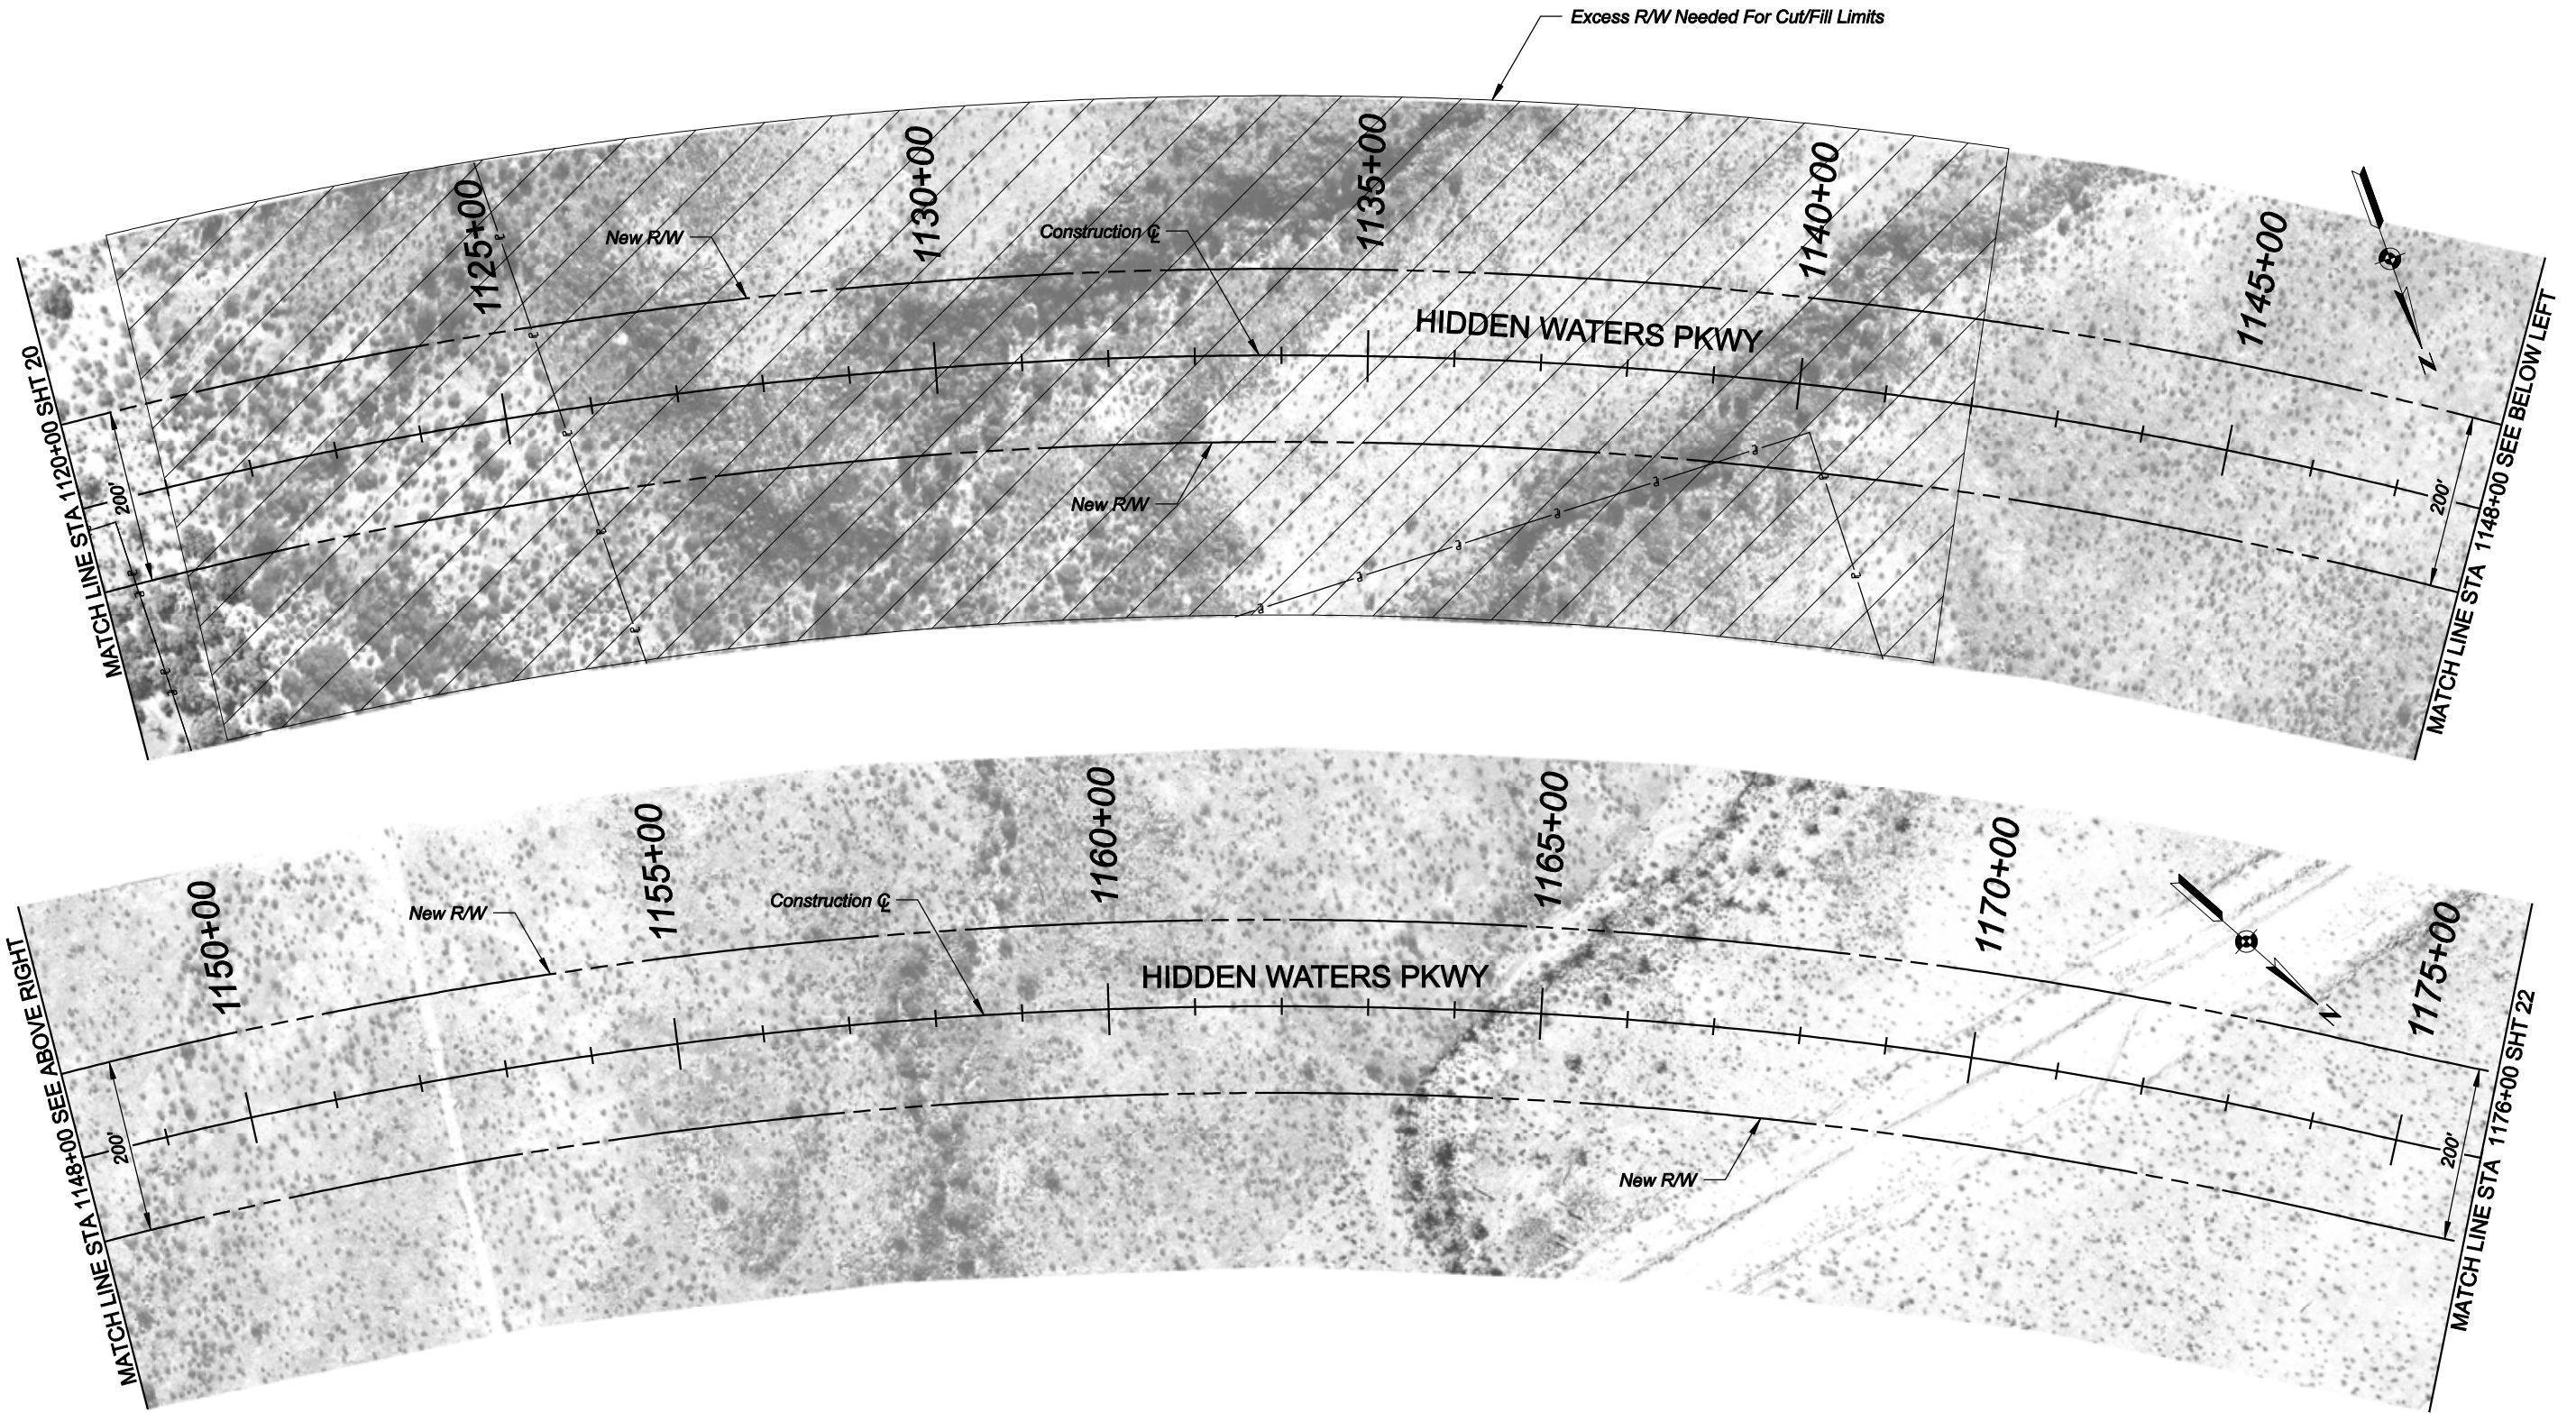 Excess R/W Needed For Cut/Fill Limits
MATCH LINE STA 1120+00 SHT 20
200'
1125+00
New R/W
1130+00
Construction ℄
1135+00
HIDDEN WATERS PKWY
New R/W
1140+00
1145+00
N
200'
MATCH LINE STA 1148+00 SEE BELOW LEFT
MATCH LINE STA 1148+00 SEE ABOVE RIGHT
200'
1150+00
New R/W
1155+00
Construction ℄
1160+00
HIDDEN WATERS PKWY
1165+00
New R/W
1170+00
N
1175+00
200'
MATCH LINE STA 1176+00 SHT 22